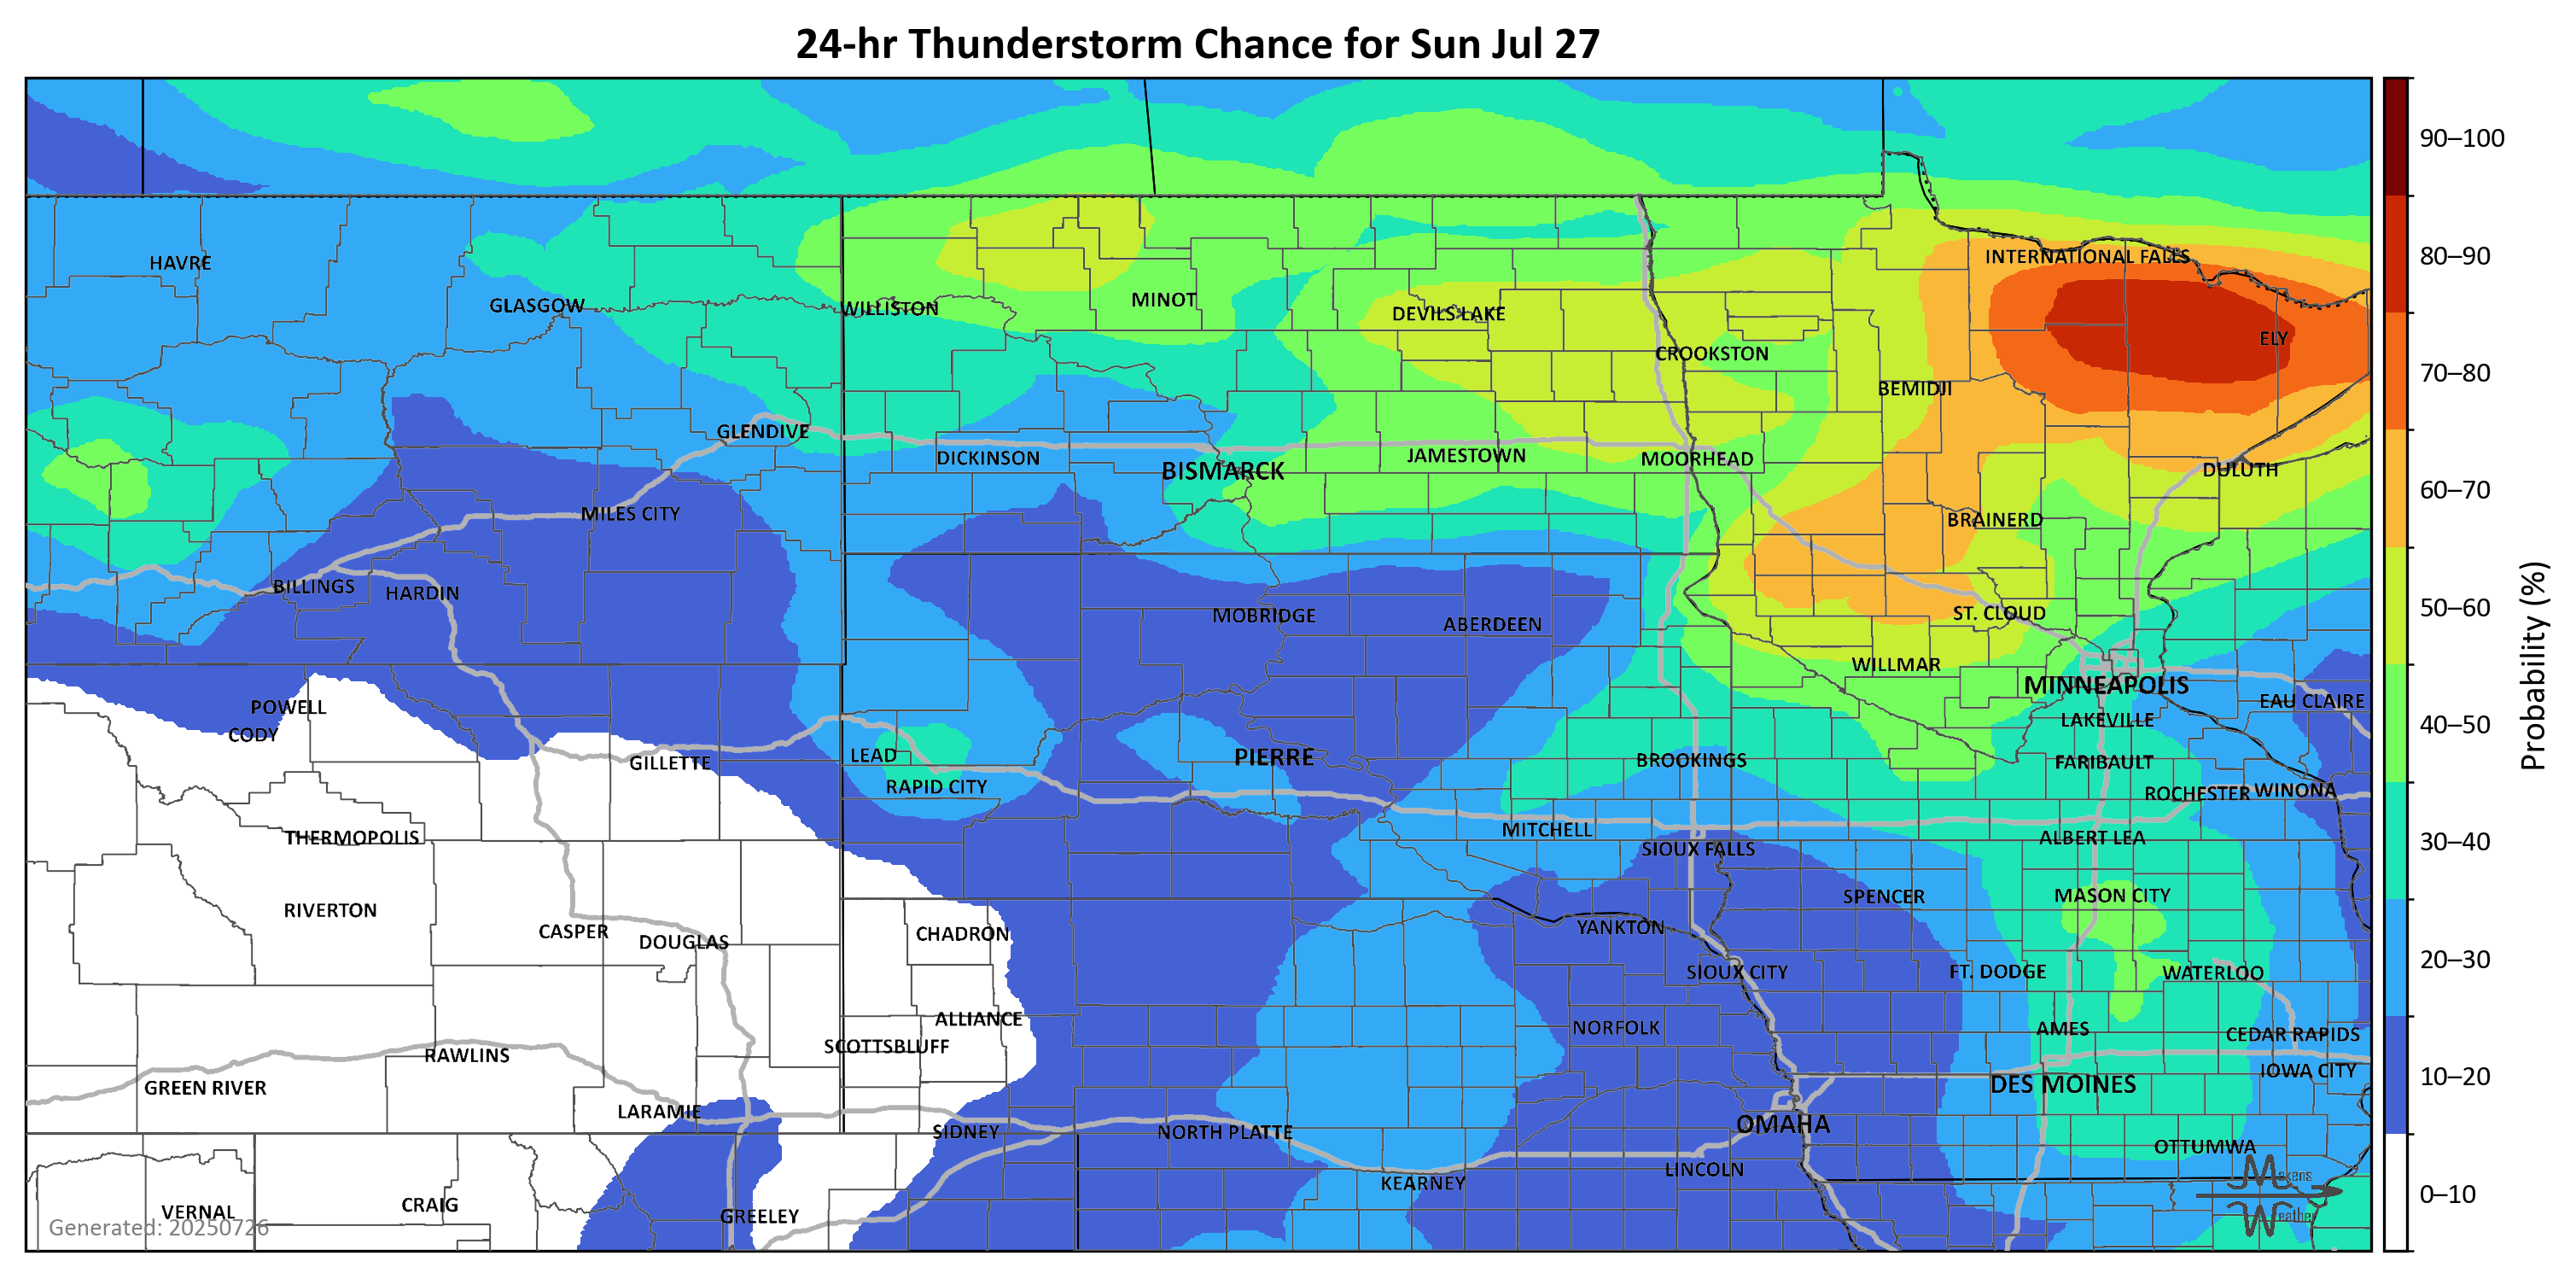 24-hr Thunderstorm Chance for Sun Jul 27
90–100
80–90
70–80
60–70
50–60
40–50
30–40
20–30
10–20
0–10
Probability (%)
HAVRE
INTERNATIONAL FALLS
GLASGOW
WILLISTON
MINOT
DEVILS LAKE
ELY
CROOKSTON
BEMIDJI
GLENDIVE
DICKINSON
BISMARCK
JAMESTOWN
MOORHEAD
DULUTH
MILES CITY
BRAINERD
BILLINGS
HARDIN
MOBRIDGE
ABERDEEN
ST. CLOUD
WILLMAR
MINNEAPOLIS
EAU CLAIRE
POWELL
CODY
LAKEVILLE
GILLETTE
LEAD
RAPID CITY
PIERRE
BROOKINGS
FARIBAULT
ROCHESTER
WINONA
THERMOPOLIS
MITCHELL
SIOUX FALLS
ALBERT LEA
RIVERTON
SPENCER
MASON CITY
CASPER
DOUGLAS
CHADRON
YANKTON
SIOUX CITY
FT. DODGE
WATERLOO
ALLIANCE
SCOTTSBLUFF
NORFOLK
AMES
CEDAR RAPIDS
RAWLINS
GREEN RIVER
DES MOINES
IOWA CITY
LARAMIE
SIDNEY
NORTH PLATTE
OMAHA
OTTUMWA
LINCOLN
KEARNEY
VERNAL
CRAIG
GREELEY
Generated: 20250726
Makens
Weather